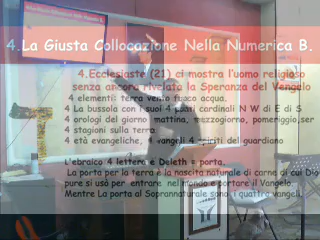 4.La Giusta Collocazione Nella Numerica B.
4.Ecclesiaste (21) ci mostra l'uomo religioso
senza ancora rivelata la Speranza del Vengelo
4 elementi: terra vento fuoco acqua.
4 La bussola con i suoi 4 punti cardinali N W di E di S
4 orologi del giorno mattina, mezzogiorno, pomeriggio,ser
4 stagioni sulla terra.
4 età evangeliche, 4 vangeli 4 spiriti del guardiano
L'ebraico 4 lettera e Deleth = porta.
La porta per la terra è la nascita naturale di carne di cui Dio
pure si usò per entrare nel mondo e portare il Vangelo.
Mentre La porta al Soprannaturale sono i quattro vangeli.